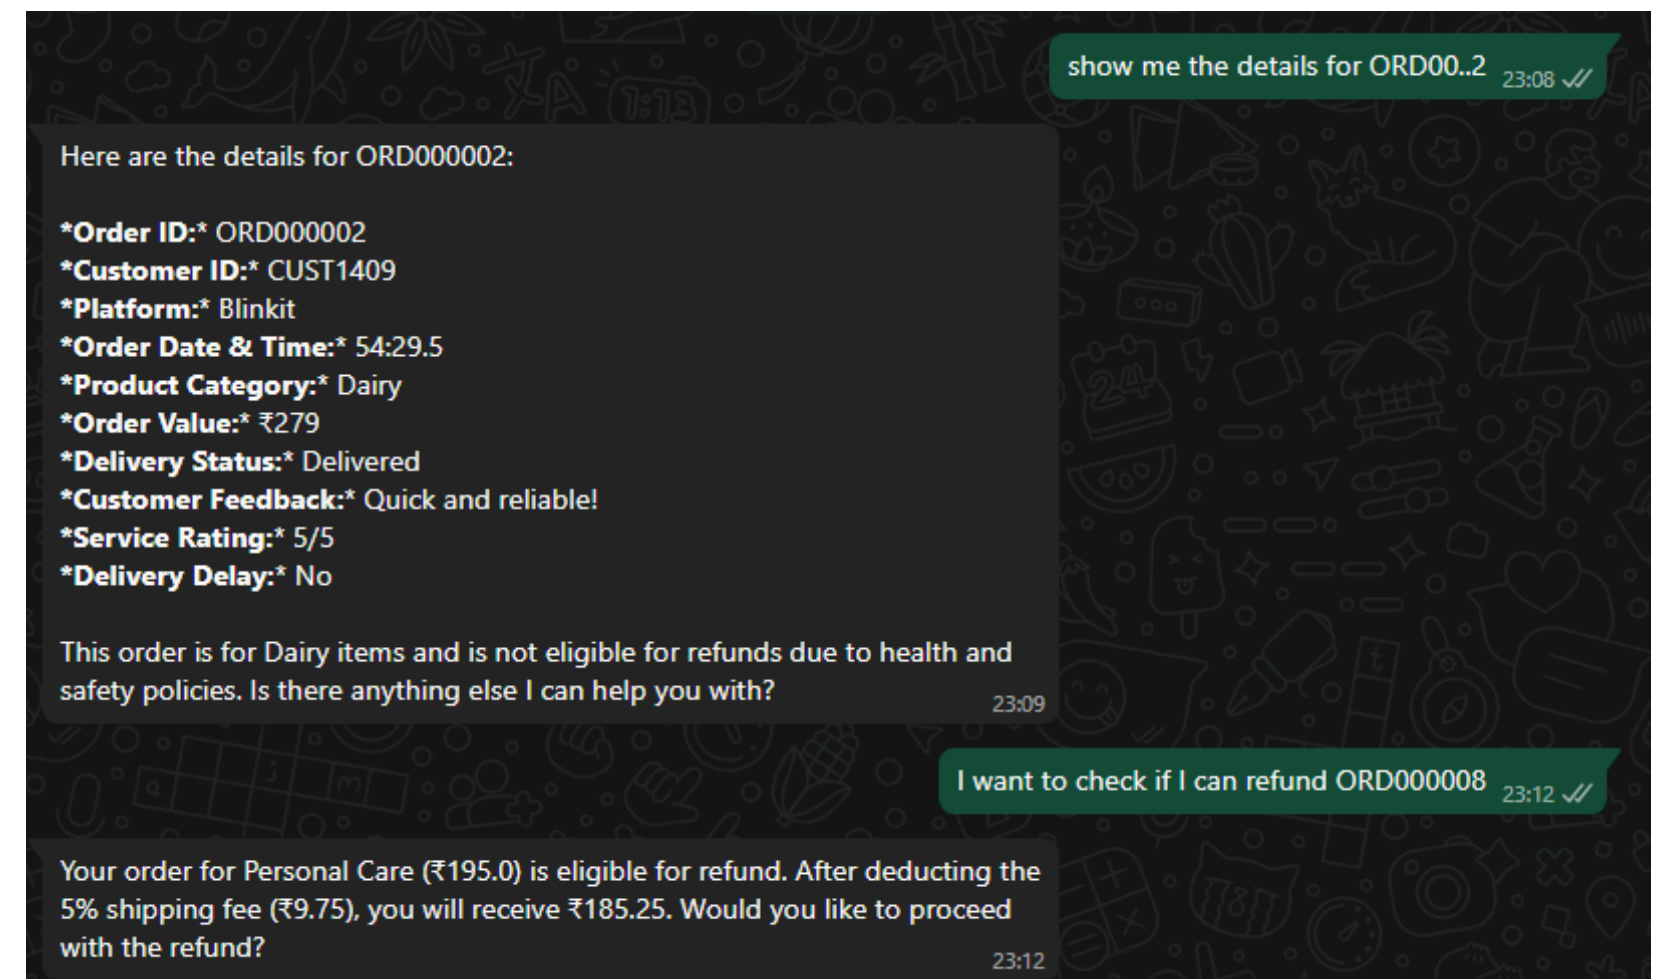 show me the details for ORD00..2 23:08
Here are the details for ORD000002:
*Order ID:* ORD000002
*Customer ID:* CUST1409
*Platform:* Blinkit
*Order Date & Time:* 54:29.5
*Product Category:* Dairy
*Order Value:* ₹279
*Delivery Status:* Delivered
*Customer Feedback:* Quick and reliable!
*Service Rating:* 5/5
*Delivery Delay:* No
This order is for Dairy items and is not eligible for refunds due to health and
safety policies. Is there anything else I can help you with? 23:09
I want to check if I can refund ORD000008 23:12
Your order for Personal Care (₹195.0) is eligible for refund. After deducting the
5% shipping fee (₹9.75), you will receive ₹185.25. Would you like to proceed
with the refund? 23:12